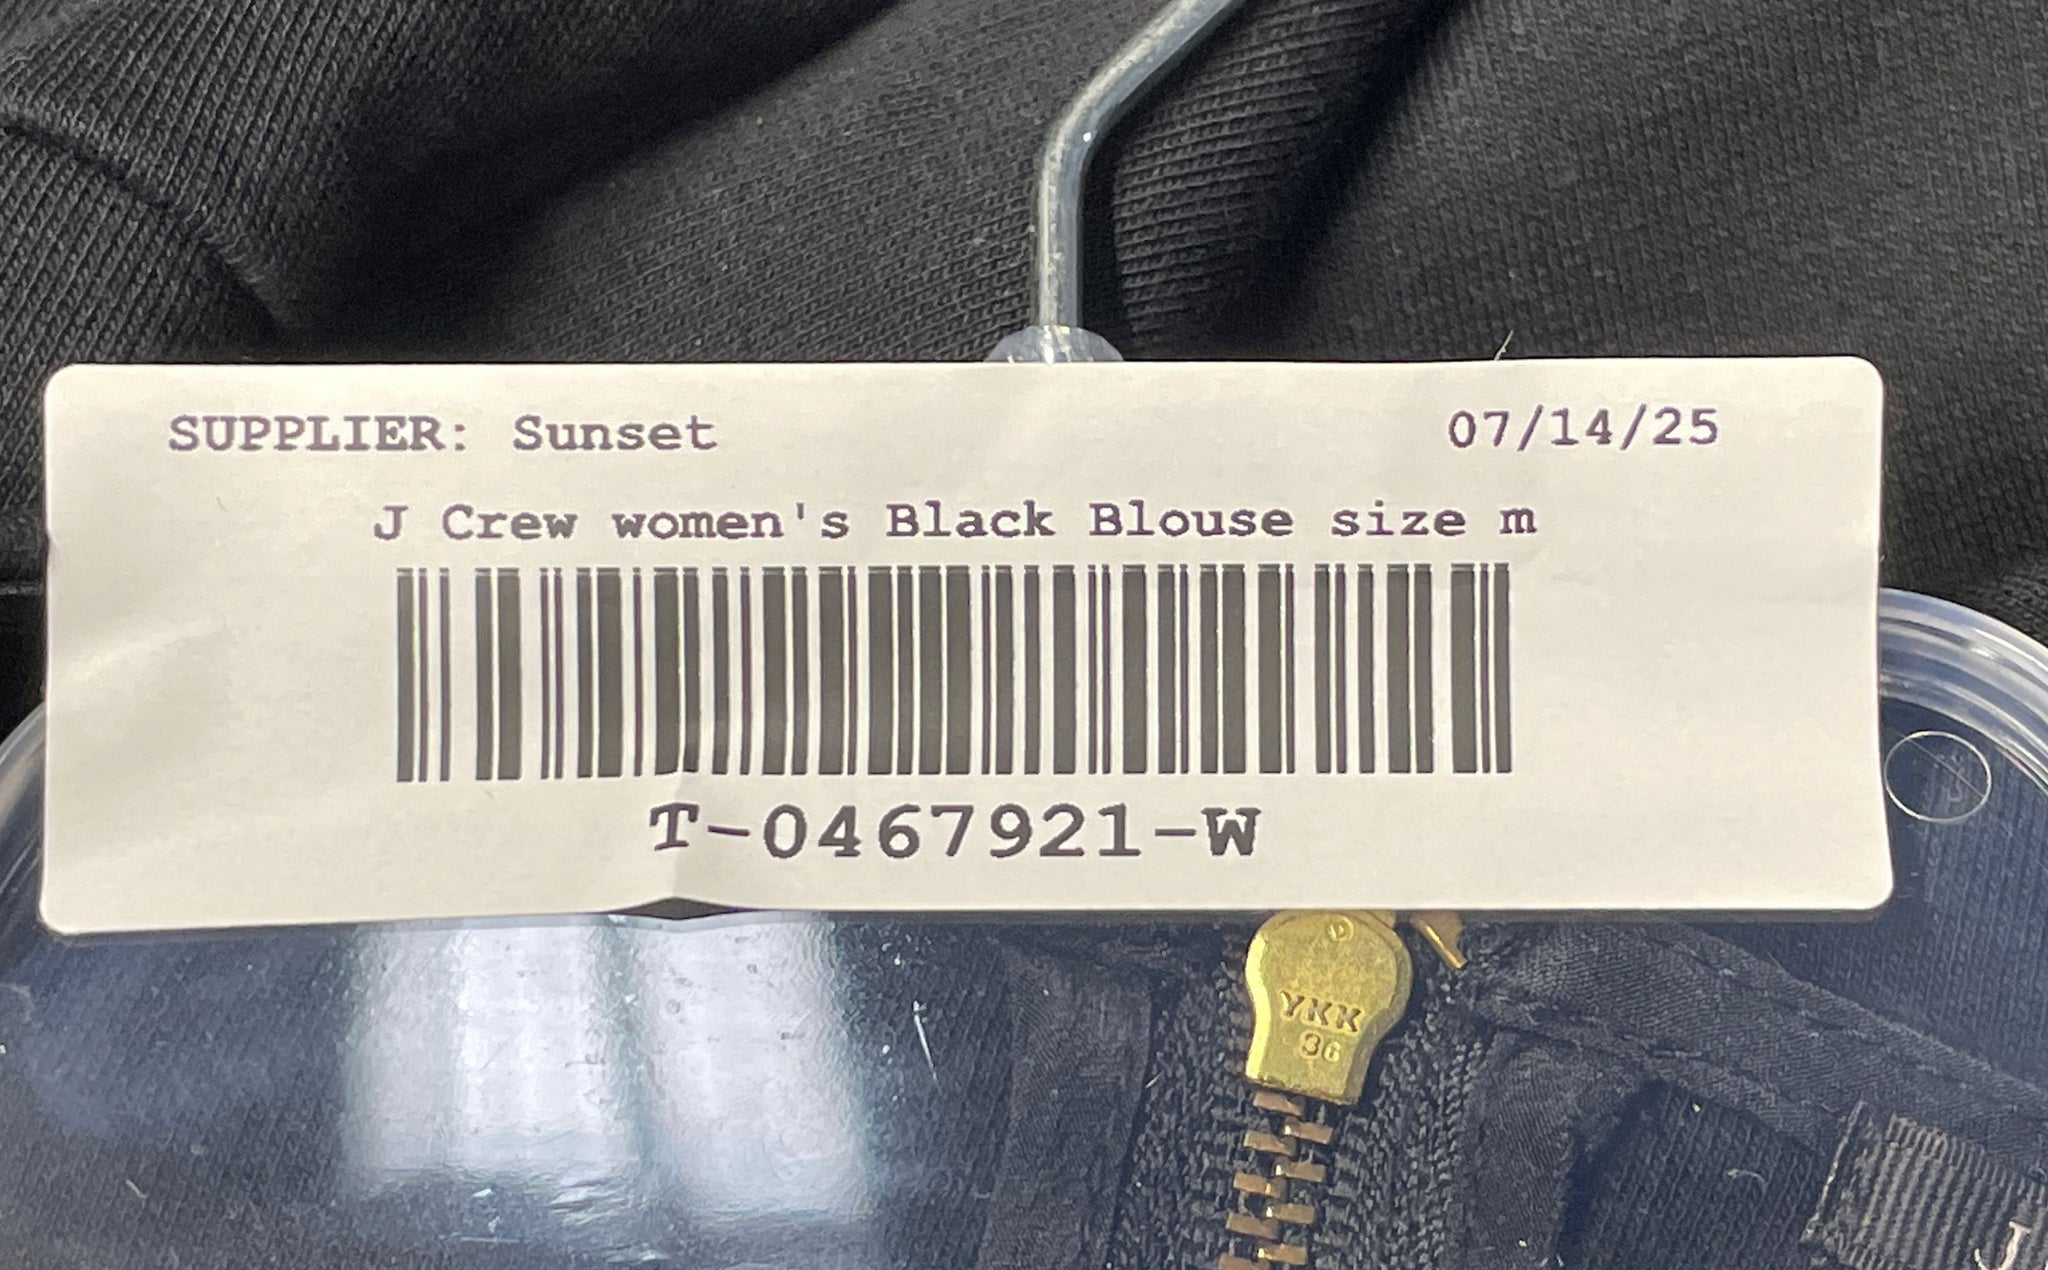 SUPPLIER: Sunset 07/14/25
J Crew women's Black Blouse size m
T-0467921-W
YKK
36
J